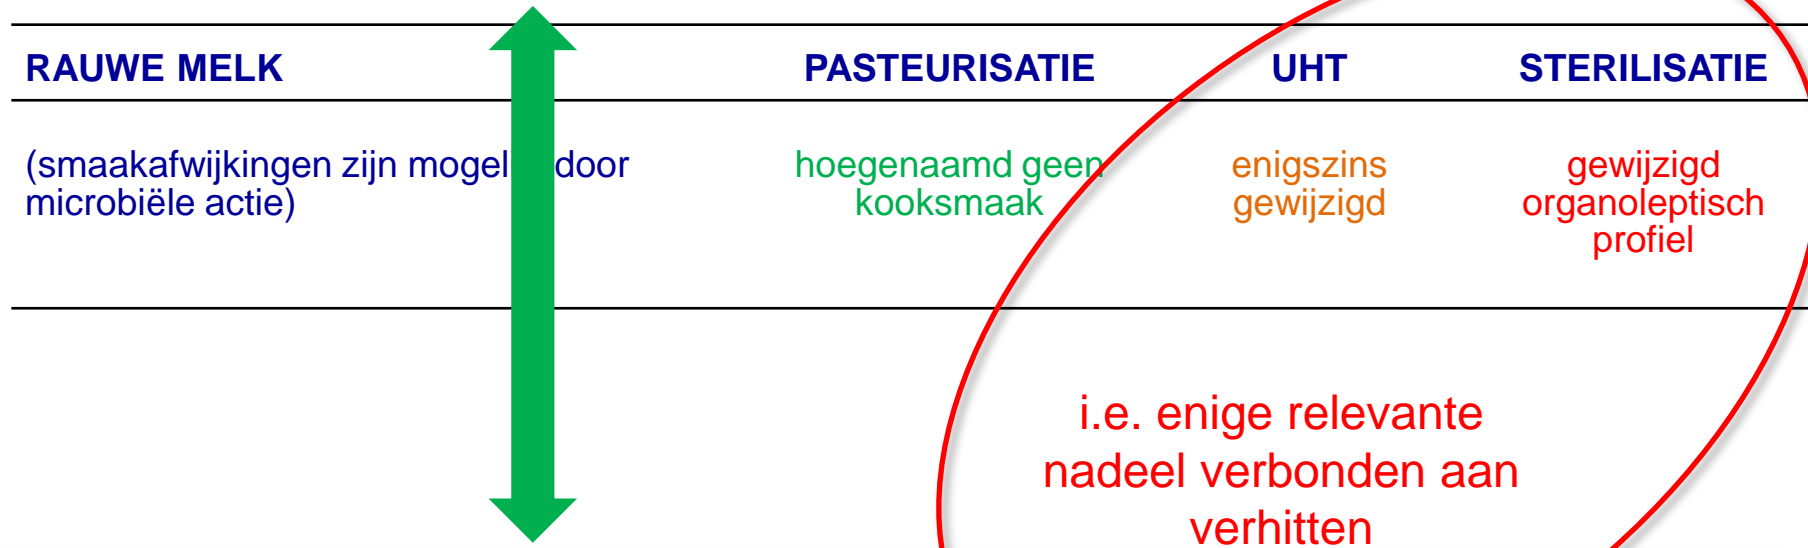 RAUWE MELK PASTEURISATIE UHT STERILISATIE
(smaakafwijkingen zijn door hoegenaamd geen enigszins gewijzigd
microbiële actie) kooksmaak gewijzigd organoleptisch
profiel
i.e. enige relevante
nadeel verbonden aan
verhitten